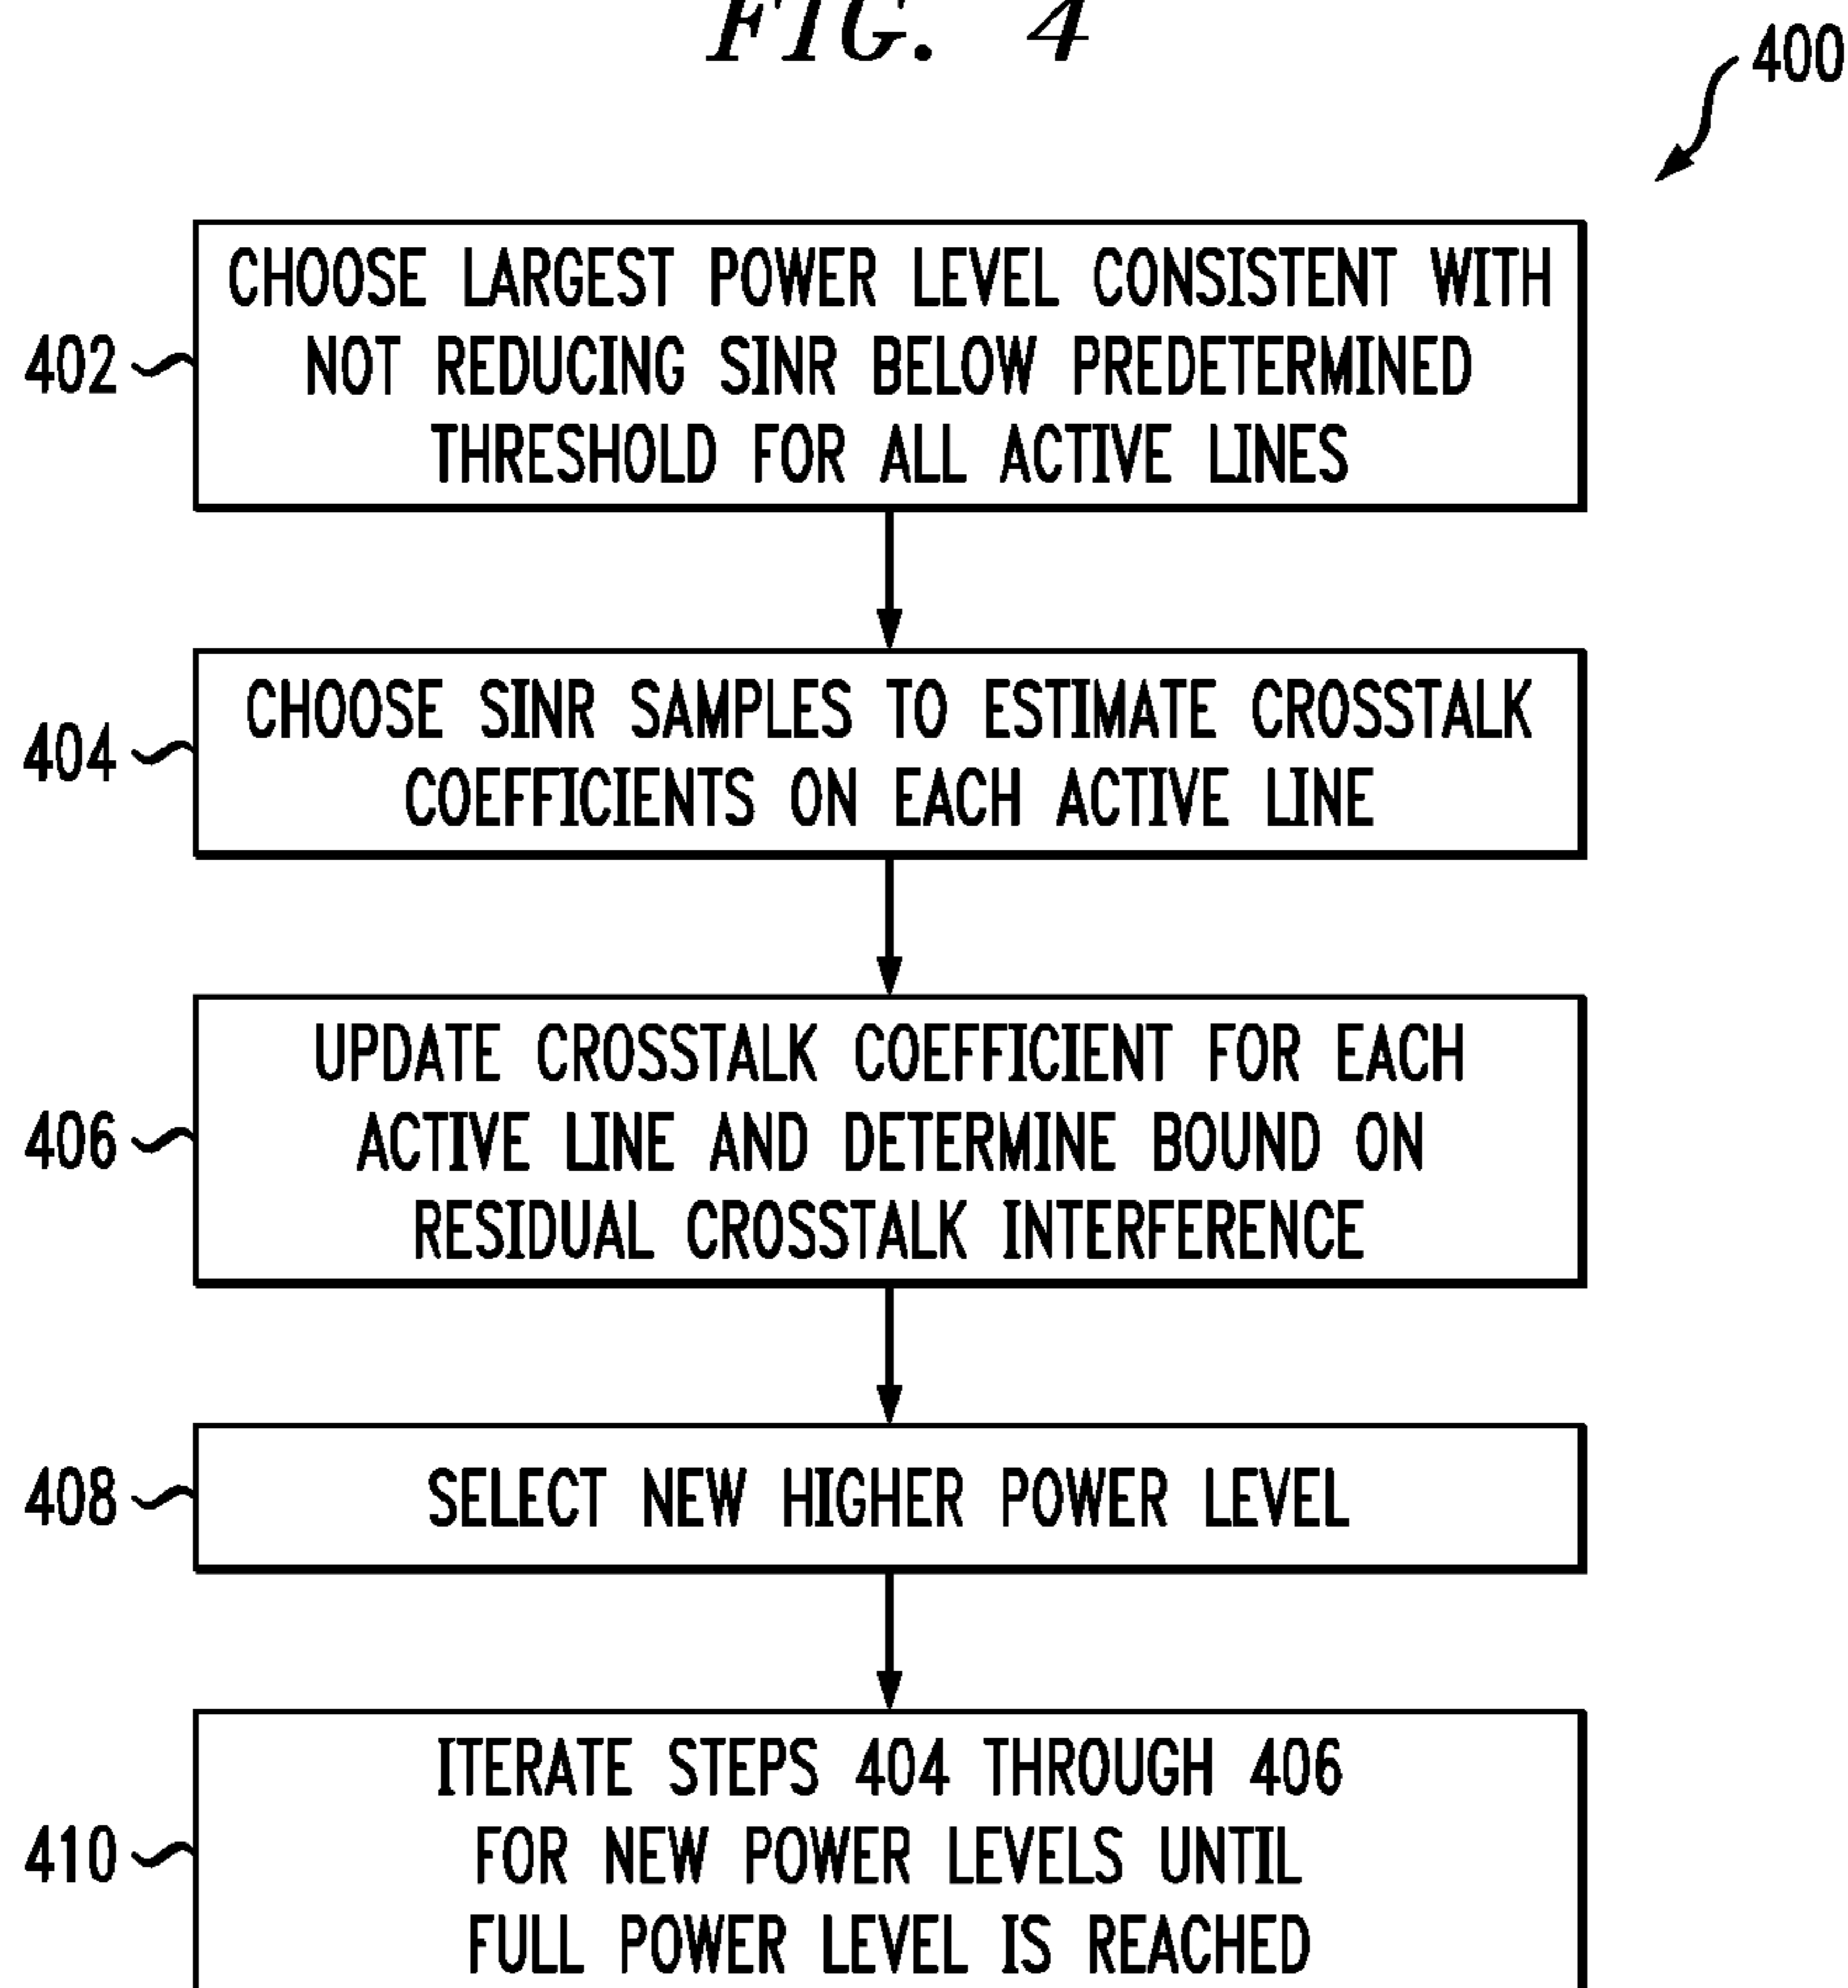 FIG. 4
400
CHOOSE LARGEST POWER LEVEL CONSISTENT WITH
402
NOT REDUCING SINR BELOW PREDETERMINED
THRESHOLD FOR ALL ACTIVE LINES
CHOOSE SINR SAMPLES TO ESTIMATE CROSSTALK
404
COEFFICIENTS ON EACH ACTIVE LINE
UPDATE CROSSTALK COEFFICIENT FOR EACH
406
ACTIVE LINE AND DETERMINE BOUND ON
RESIDUAL CROSSTALK INTERFERENCE
408
SELECT NEW HIGHER POWER LEVEL
ITERATE STEPS 404 THROUGH 406
410
FOR NEW POWER LEVELS UNTIL
FULL POWER LEVEL IS REACHED